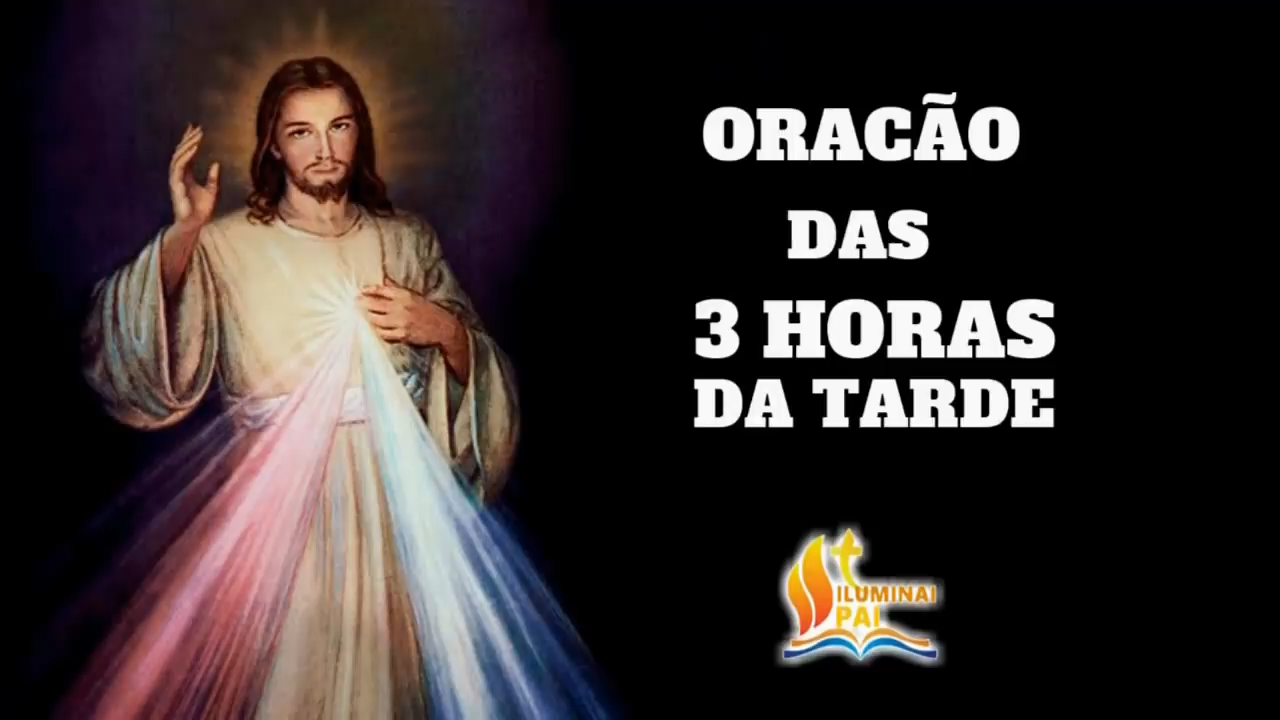 ORACÃO
DAS
3 HORAS
DA TARDE
ILUMINAI
PAI